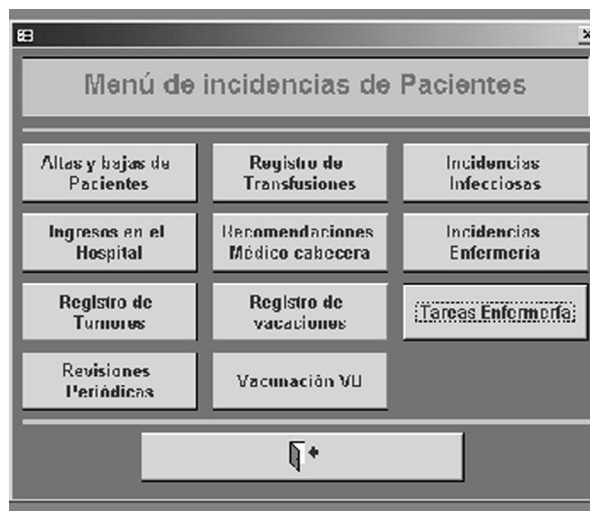 Menú de incidencias de Pacientes
Altas y bajas de
Pacientes
Registro de
Transfusiones
Incidencias
Infecciosas
Ingresos en el
Hospital
Recomendaciones
Médico cabecera
Incidencias
Enfermería
Registro de
Tumores
Registro de
vacaciones
Tareas Enfermería
Revisiones
Periódicas
Vacunación